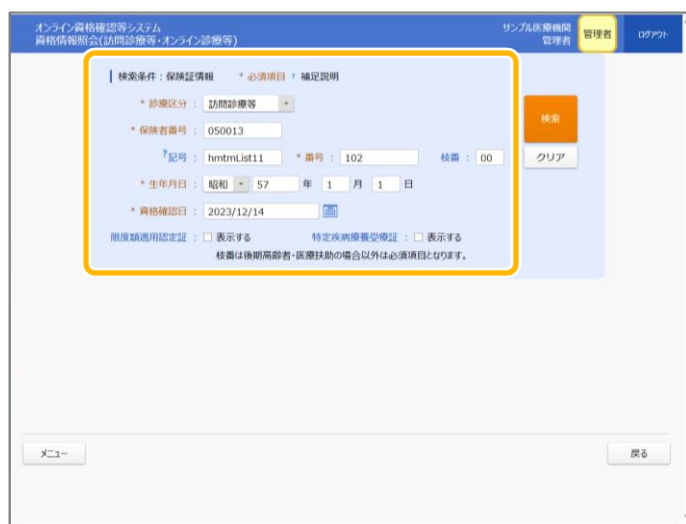 オンライン資格確認等システム
資格情報照会(訪問診療等・オンライン診療等)
サンプル医療機関
管理者
管理者
ログアウト
検索条件：保険証情報 * 必須項目 ? 補足説明
* 診療区分 : 訪問診療等
* 保険者番号 : 050013
?記号 : hmtmList11 * 番号 : 102 枝番 : 00
* 生年月日 : 昭和 57 年 1 月 1 日
* 資格確認日 : 2023/12/14
限度額適用認定証 : 表示する 特定疾病療養受療証 : 表示する
枝番は後期高齢者・医療扶助の場合以外は必須項目となります。
検索
クリア
メニュー
戻る